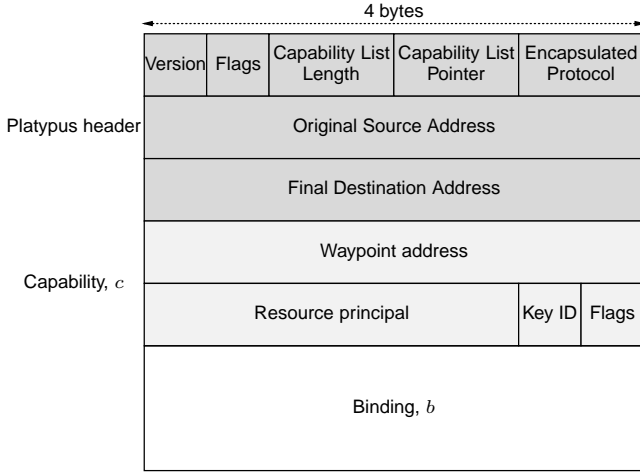 4 bytes
Version
Flags
Capability List
Length
Capability List
Pointer
Encapsulated
Protocol
Platypus header
Original Source Address
Final Destination Address
Waypoint address
Capability, c
Resource principal
Key ID
Flags
Binding, b